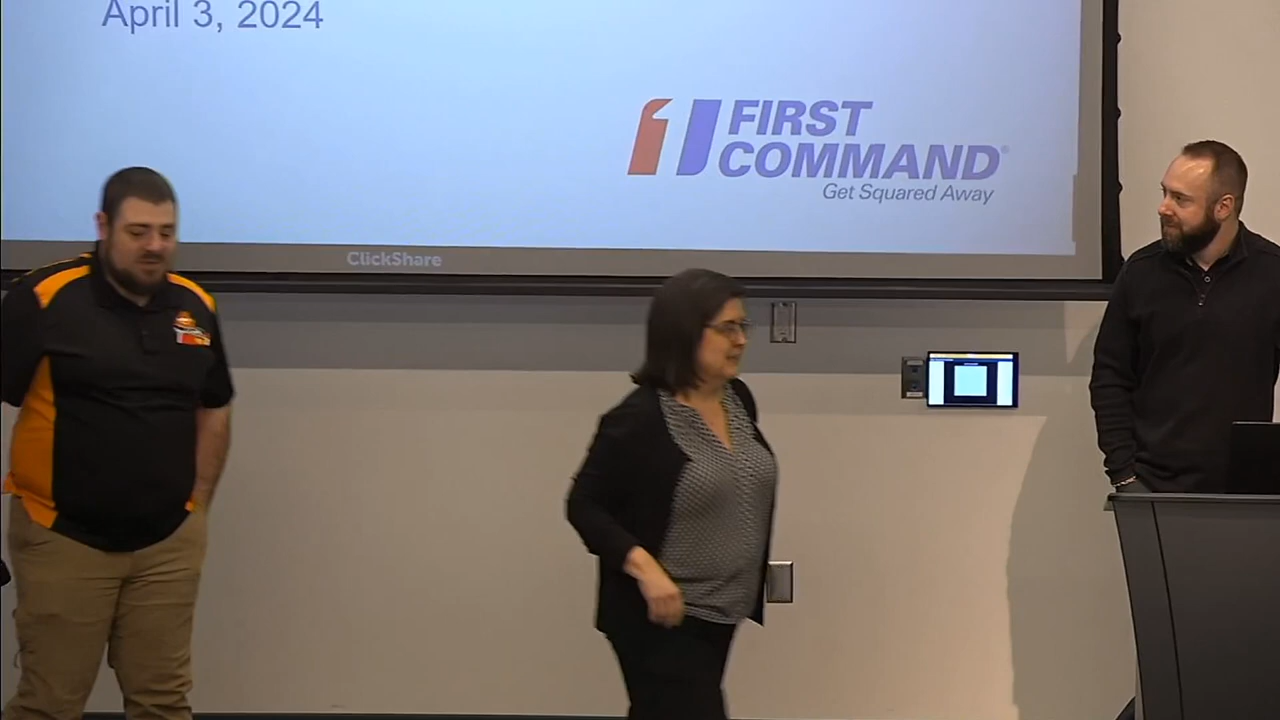 April 3, 2024
FIRST
COMMAND®
Get Squared Away
ClickShare